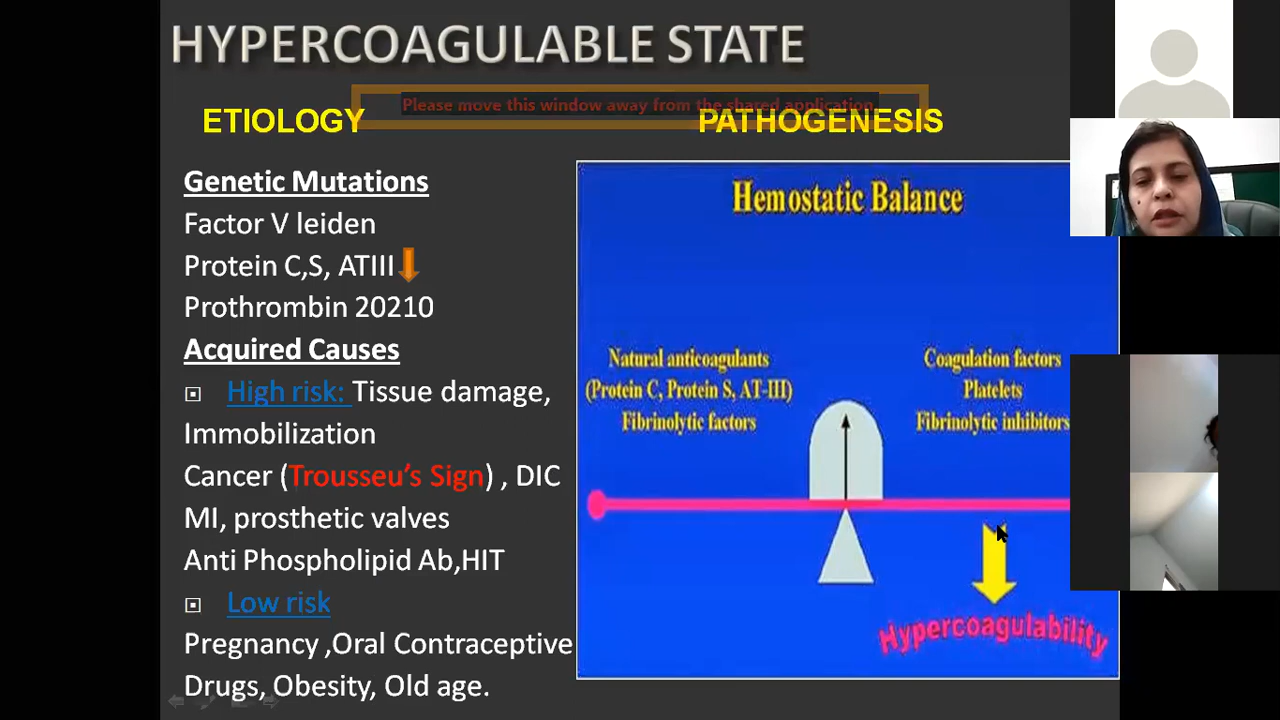 HYPERCOAGULABLE STATE
Please move this window away from the shared application.
ETIOLOGY
PATHOGENESIS
Genetic Mutations
Factor V leiden
Protein C,S, ATIII
Prothrombin 20210
Acquired Causes
High risk: Tissue damage,
Immobilization
Cancer (Trousseu's Sign) , DIC
MI, prosthetic valves
Anti Phospholipid Ab,HIT
Low risk
Pregnancy ,Oral Contraceptive
Drugs, Obesity, Old age.
Hemostatic Balance
Natural anticoagulants
(Protein C, Protein S, AT-III)
Fibrinolytic factors
Coagulation factors
Platelets
Fibrinolytic inhibitors
Hypercoagulability